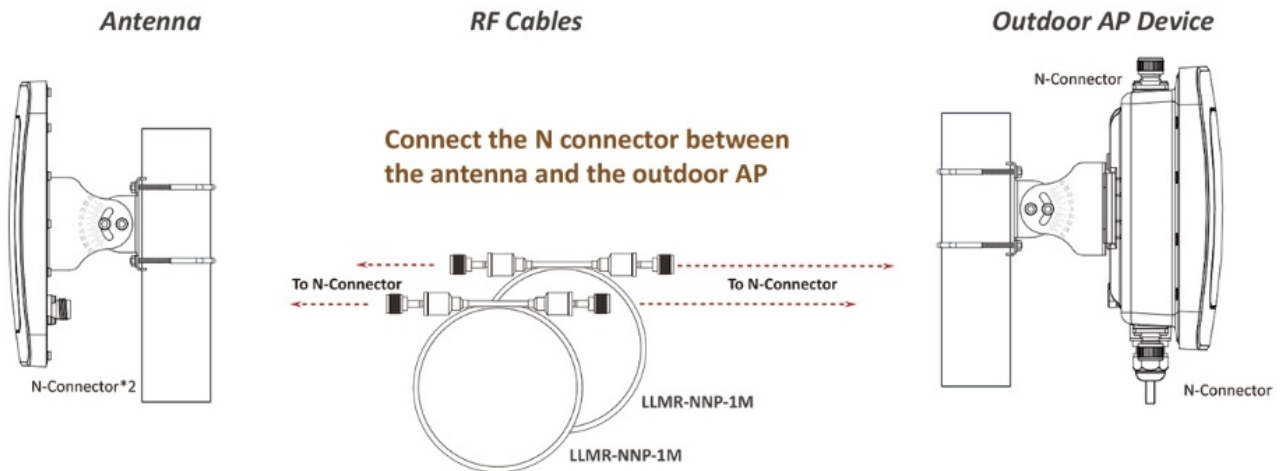 Antenna
RF Cables
Outdoor AP Device
N-Connector
Connect the N connector between
the antenna and the outdoor AP
To N-Connector
To N-Connector
N-Connector*2
LLMR-NNP-1M
N-Connector
LLMR-NNP-1M